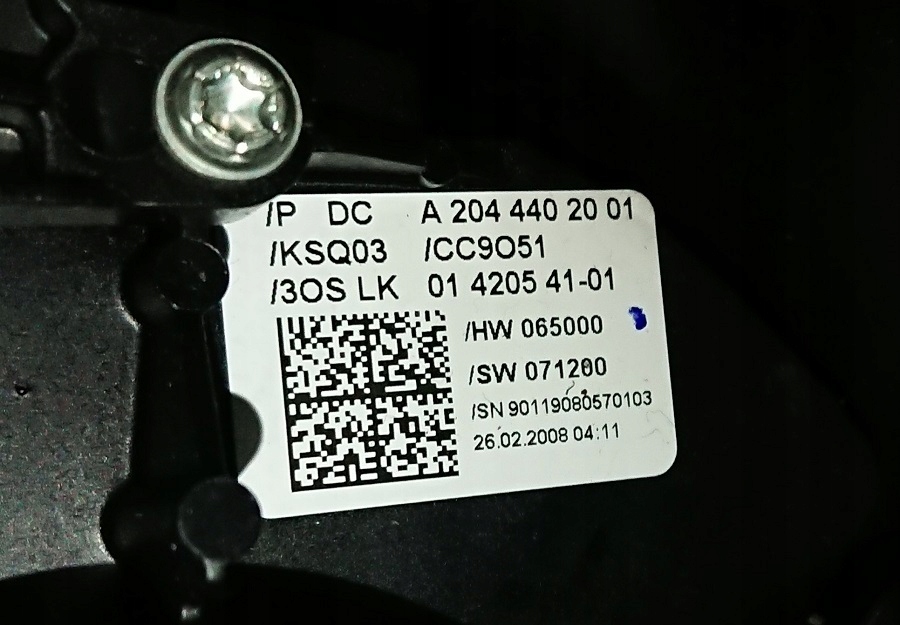 /P DC A 204 440 20 01
/KSQ03 /CC9O51
/3OS LK 01 4205 41-01
/HW 065000
/SW 071200
/SN 90119080570103
26.02.2008 04:11